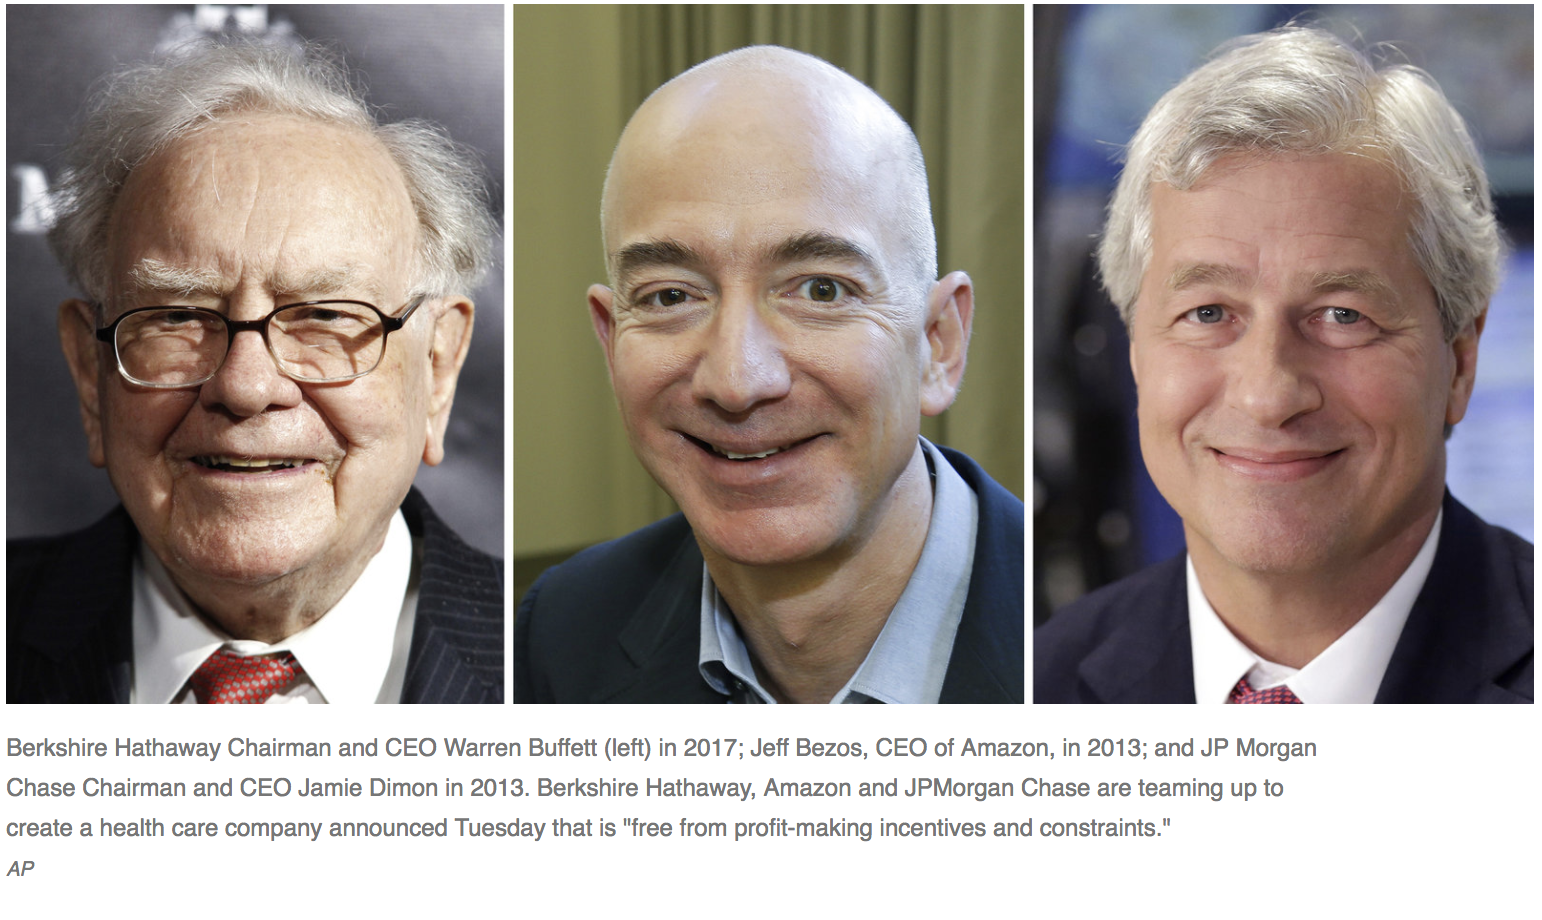 M
Berkshire Hathaway Chairman and CEO Warren Buffett (left) in 2017; Jeff Bezos, CEO of Amazon, in 2013; and JP Morgan
Chase Chairman and CEO Jamie Dimon in 2013. Berkshire Hathaway, Amazon and JPMorgan Chase are teaming up to
create a health care company announced Tuesday that is "free from profit-making incentives and constraints."
AP